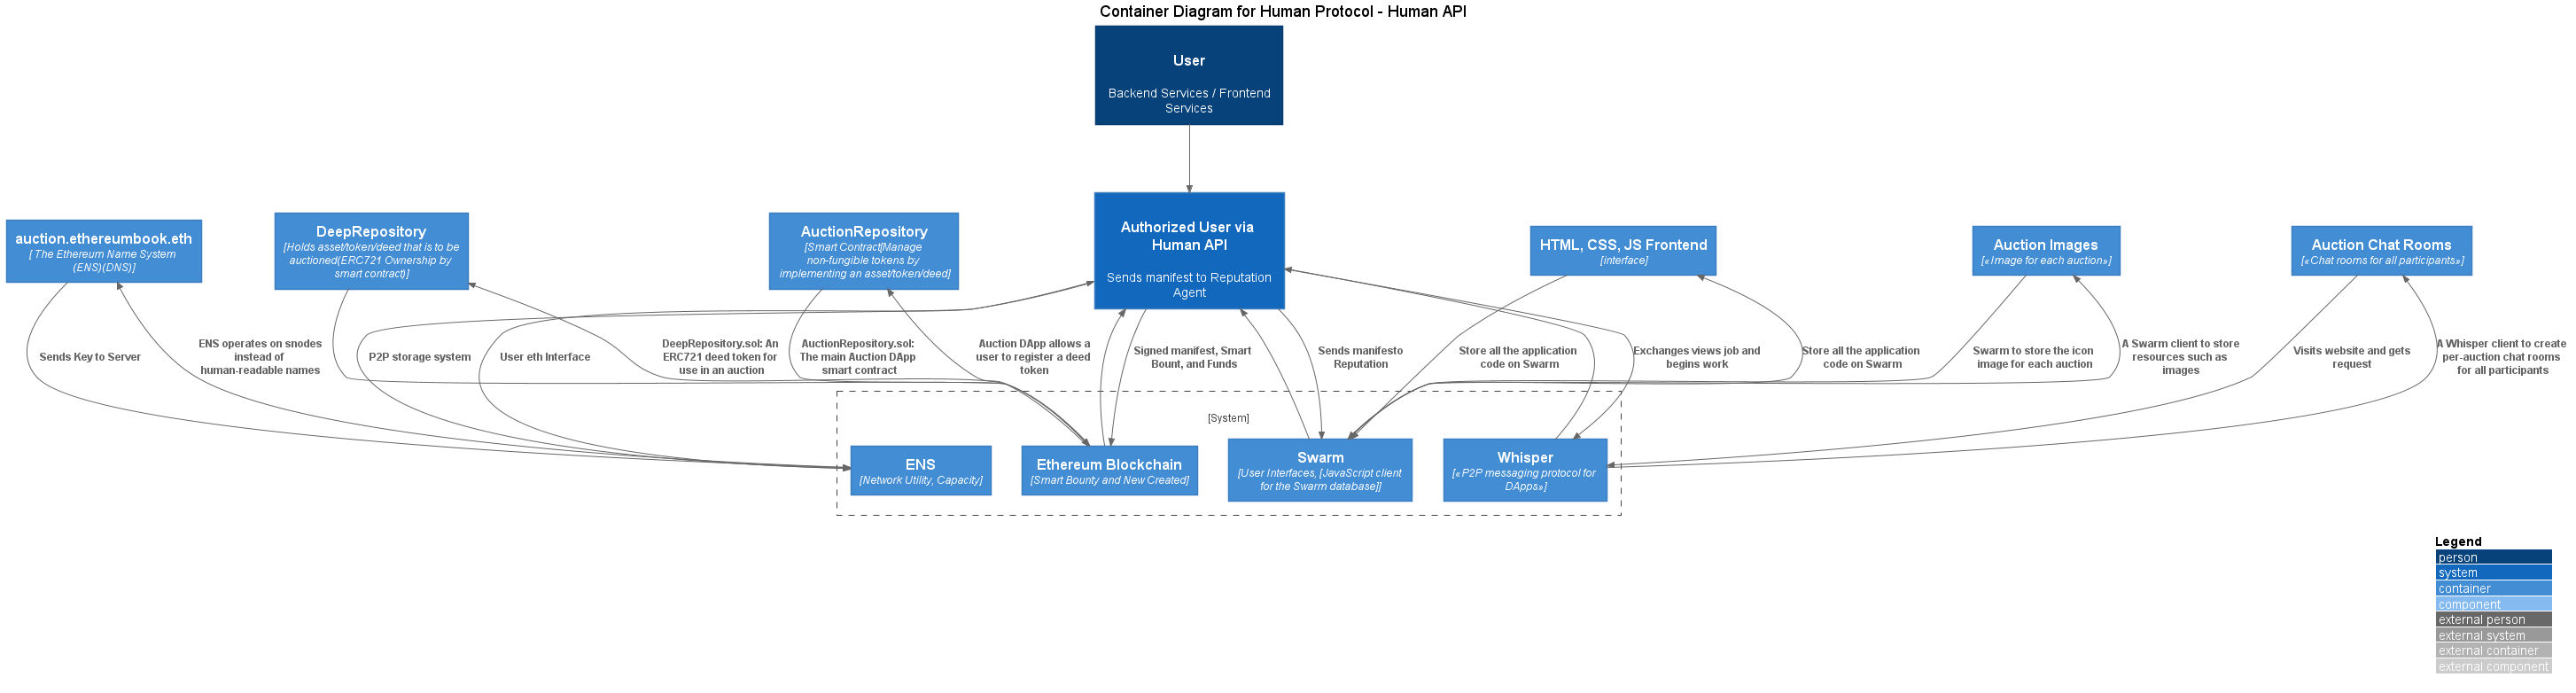 Container Diagram for Human Protocol - Human API
User
Backend Services / Frontend
Services
auction.ethereumbook.eth
[ The Ethereum Name System
(ENS)(DNS)]
DeepRepository
[Holds asset/token/deed that is to be
auctioned(ERC721 Ownership by
smart contract)]
AuctionRepository
[Smart Contract[Manage
non-fungible tokens by
implementing an asset/token/deed]
Authorized User via
Human API
Sends manifest to Reputation
Agent
HTML, CSS, JS Frontend
[interface]
Auction Images
[«Image for each auction»]
Auction Chat Rooms
[«Chat rooms for all participants»]
Sends Key to Server
ENS operates on snodes
instead of
human-readable names
P2P storage system
User eth Interface
DeepRepository.sol: An
ERC721 deed token for
use in an auction
AuctionRepository.sol:
The main Auction DApp
smart contract
Auction DApp allows a
user to register a deed
token
Signed manifest, Smart
Bount, and Funds
Sends manifesto
Reputation
Store all the application
code on Swarm
Exchanges views job and
begins work
Store all the application
code on Swarm
Swarm to store the icon
image for each auction
A Swarm client to store
resources such as
images
Visits website and gets
request
A Whisper client to create
per-auction chat rooms
for all participants
[System]
ENS
[Network Utility, Capacity]
Ethereum Blockchain
[Smart Bounty and New Created]
Swarm
[User Interfaces, [JavaScript client
for the Swarm database]]
Whisper
[«P2P messaging protocol for
DApps»]
Legend
person
system
container
component
external person
external system
external container
external component